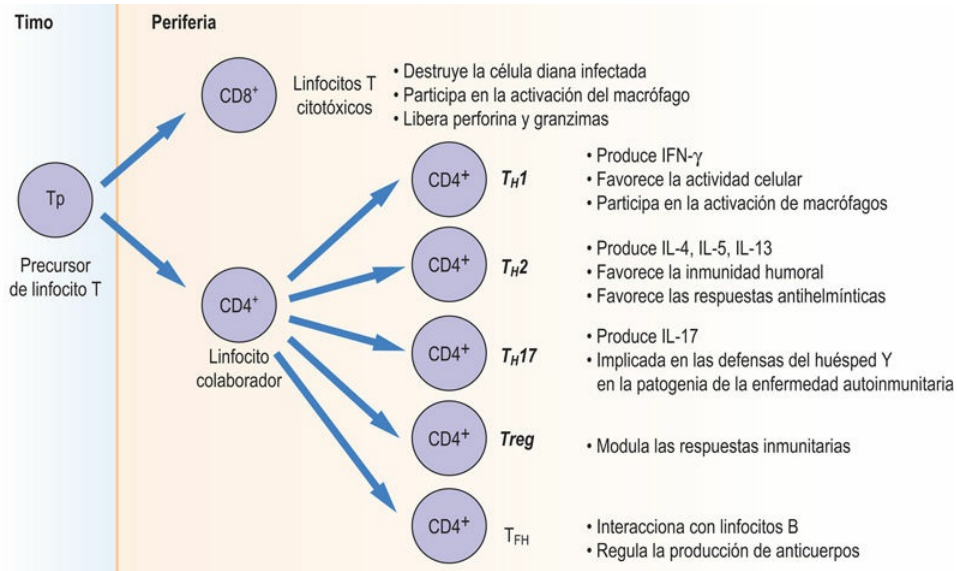 Timo
Periferia
CD8⁺
Linfocitos T
citotóxicos
• Destruye la célula diana infectada
• Participa en la activación del macrófago
• Libera perforina y granzimas
Tp
Precursor
de linfocito T
CD4⁺
Linfocito
colaborador
CD4⁺
T_H1
• Produce IFN-γ
• Favorece la actividad celular
• Participa en la activación de macrófagos
CD4⁺
T_H2
• Produce IL-4, IL-5, IL-13
• Favorece la inmunidad humoral
• Favorece las respuestas antihelmínticas
CD4⁺
T_H17
• Produce IL-17
• Implicada en las defensas del huésped Y
en la patogenia de la enfermedad autoinmunitaria
CD4⁺
Treg
• Modula las respuestas inmunitarias
CD4⁺
T_FH
• Interacciona con linfocitos B
• Regula la producción de anticuerpos